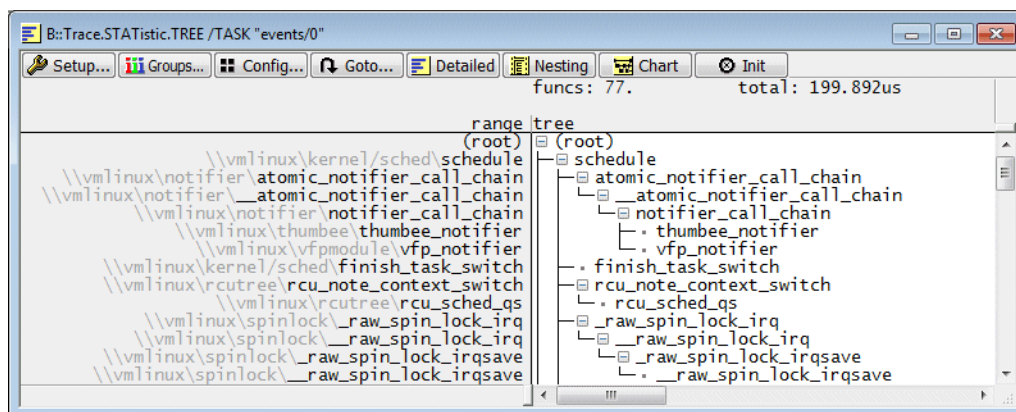 B::Trace.STATistic.TREE /TASK "events/0"
Setup... Groups... Config... Goto... Detailed Nesting Chart Init
funcs: 77. total: 199.892us
range tree
(root) (root)
\\vmlinux\kernel/sched\schedule schedule
\\vmlinux\notifier\atomic_notifier_call_chain atomic_notifier_call_chain
\\vmlinux\notifier\__atomic_notifier_call_chain __atomic_notifier_call_chain
\\vmlinux\notifier\notifier_call_chain notifier_call_chain
\\vmlinux\thumbee\thumbee_notifier thumbee_notifier
\\vmlinux\vfpmodule\vfp_notifier vfp_notifier
\\vmlinux\kernel/sched\finish_task_switch finish_task_switch
\\vmlinux\rcutree\rcu_note_context_switch rcu_note_context_switch
\\vmlinux\rcutree\rcu_sched_qs rcu_sched_qs
\\vmlinux\spinlock\_raw_spin_lock_irq _raw_spin_lock_irq
\\vmlinux\spinlock\__raw_spin_lock_irq __raw_spin_lock_irq
\\vmlinux\spinlock\_raw_spin_lock_irqsave _raw_spin_lock_irqsave
\\vmlinux\spinlock\__raw_spin_lock_irqsave __raw_spin_lock_irqsave